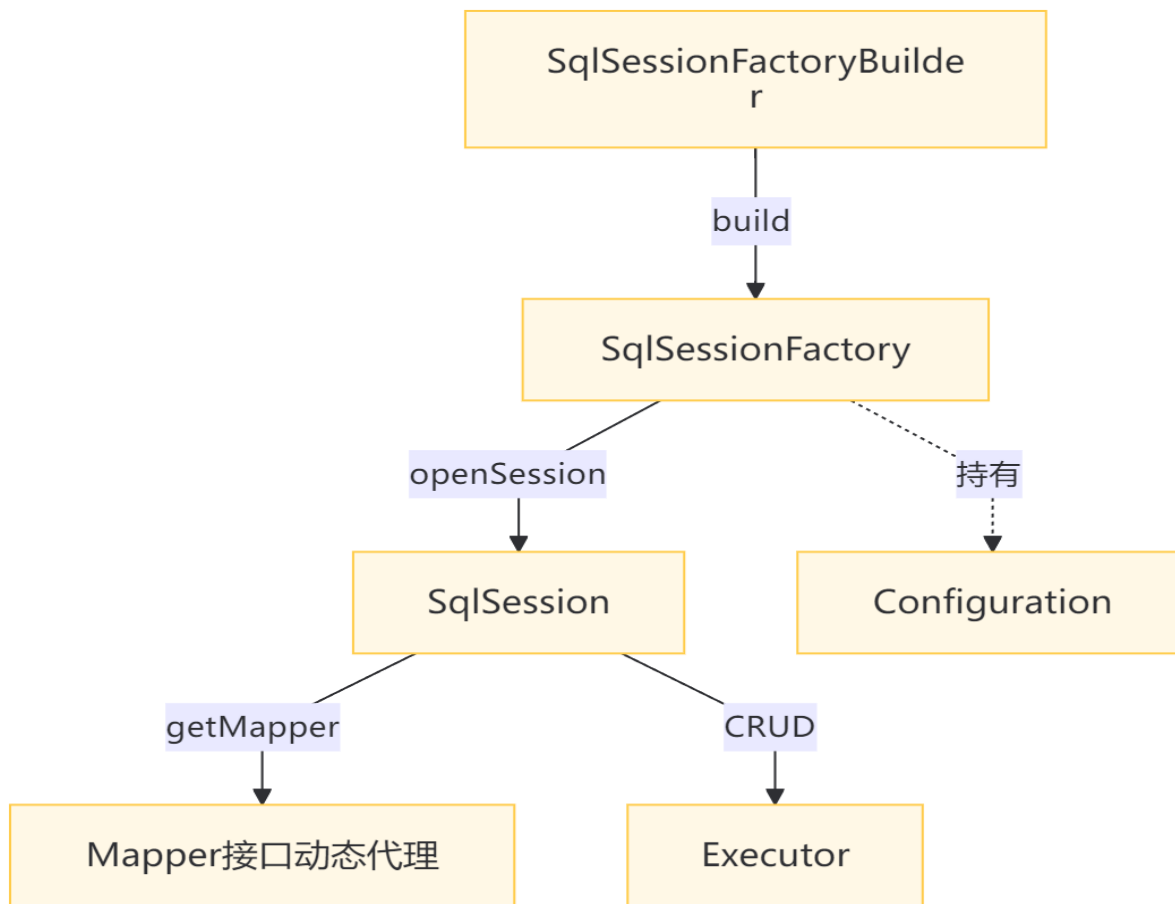 SqlSessionFactoryBuilde
r
build
SqlSessionFactory
openSession
持有
SqlSession
Configuration
getMapper
CRUD
Mapper接口动态代理
Executor